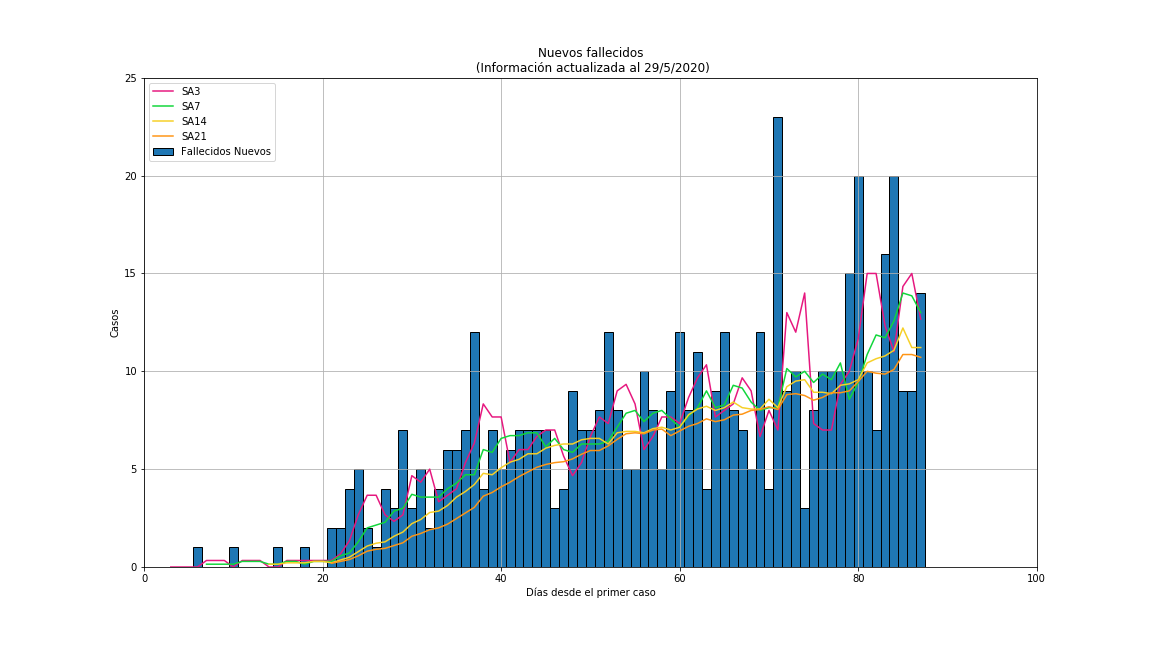 Nuevos fallecidos
(Información actualizada al 29/5/2020)
25
20
15
10
5
0
Casos
SA3
SA7
SA14
SA21
Fallecidos Nuevos
0 20 40 60 80 100
Días desde el primer caso